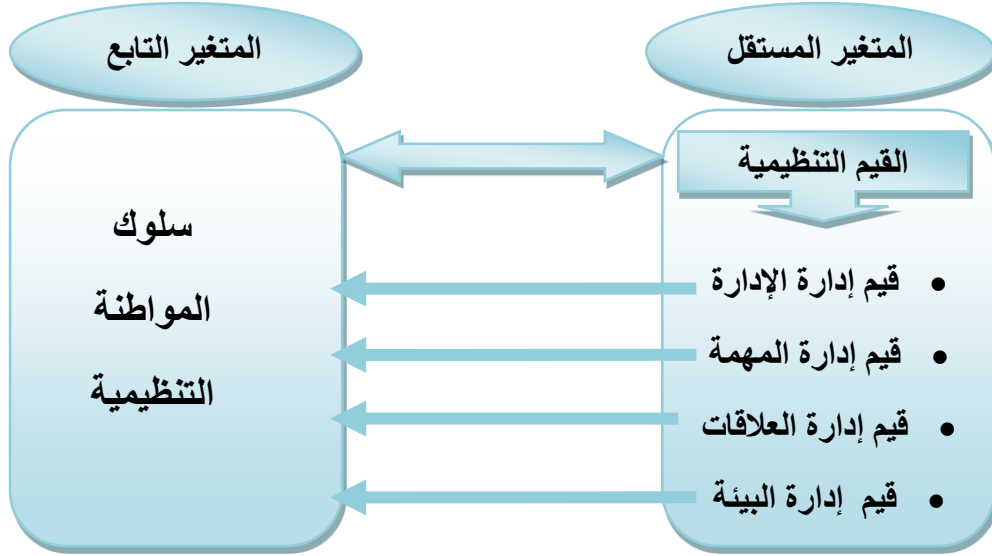 المتغير المستقل
المتغير التابع
القيم التنظيمية
• قيم إدارة الإدارة
• قيم إدارة المهمة
• قيم إدارة العلاقات
• قيم إدارة البيئة
سلوك
المواطنة
التنظيمية